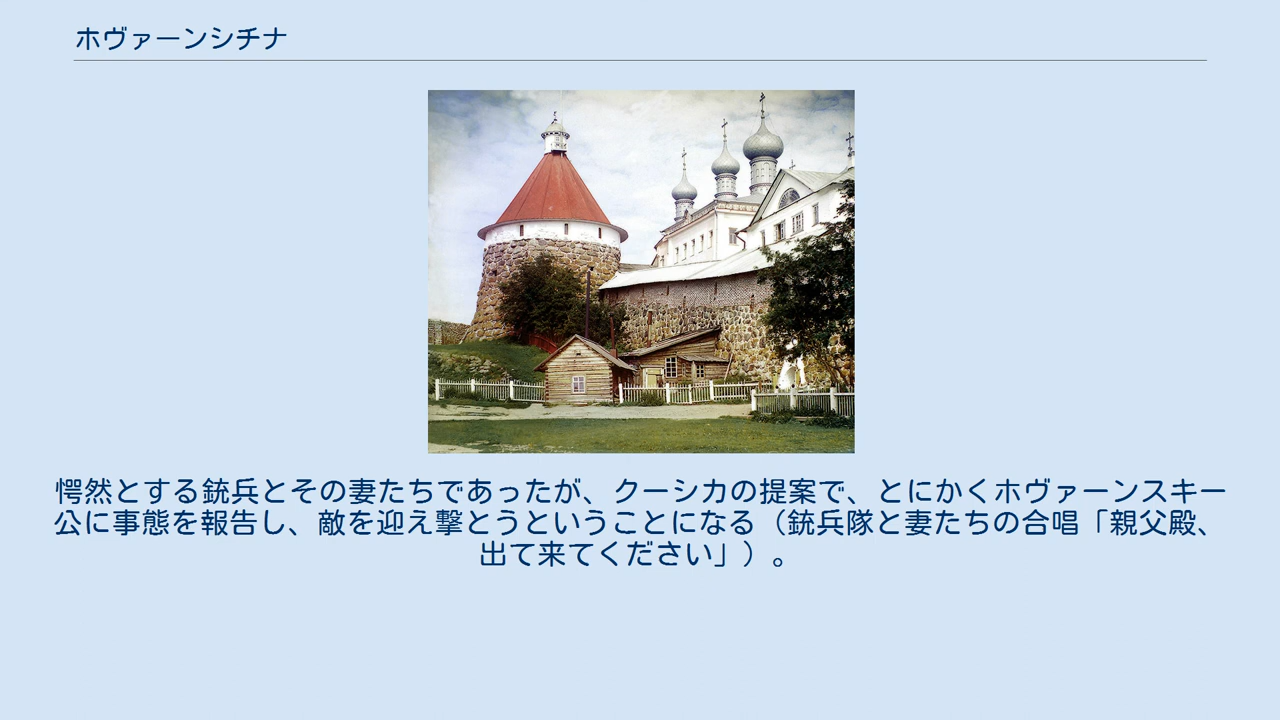 ホヴァーンシチナ
愕然とする銃兵とその妻たちであったが、クーシカの提案で、とにかくホヴァーンスキー
公に事態を報告し、敵を迎え撃とうということになる（銃兵隊と妻たちの合唱「親父殿、
出て来てください」）。